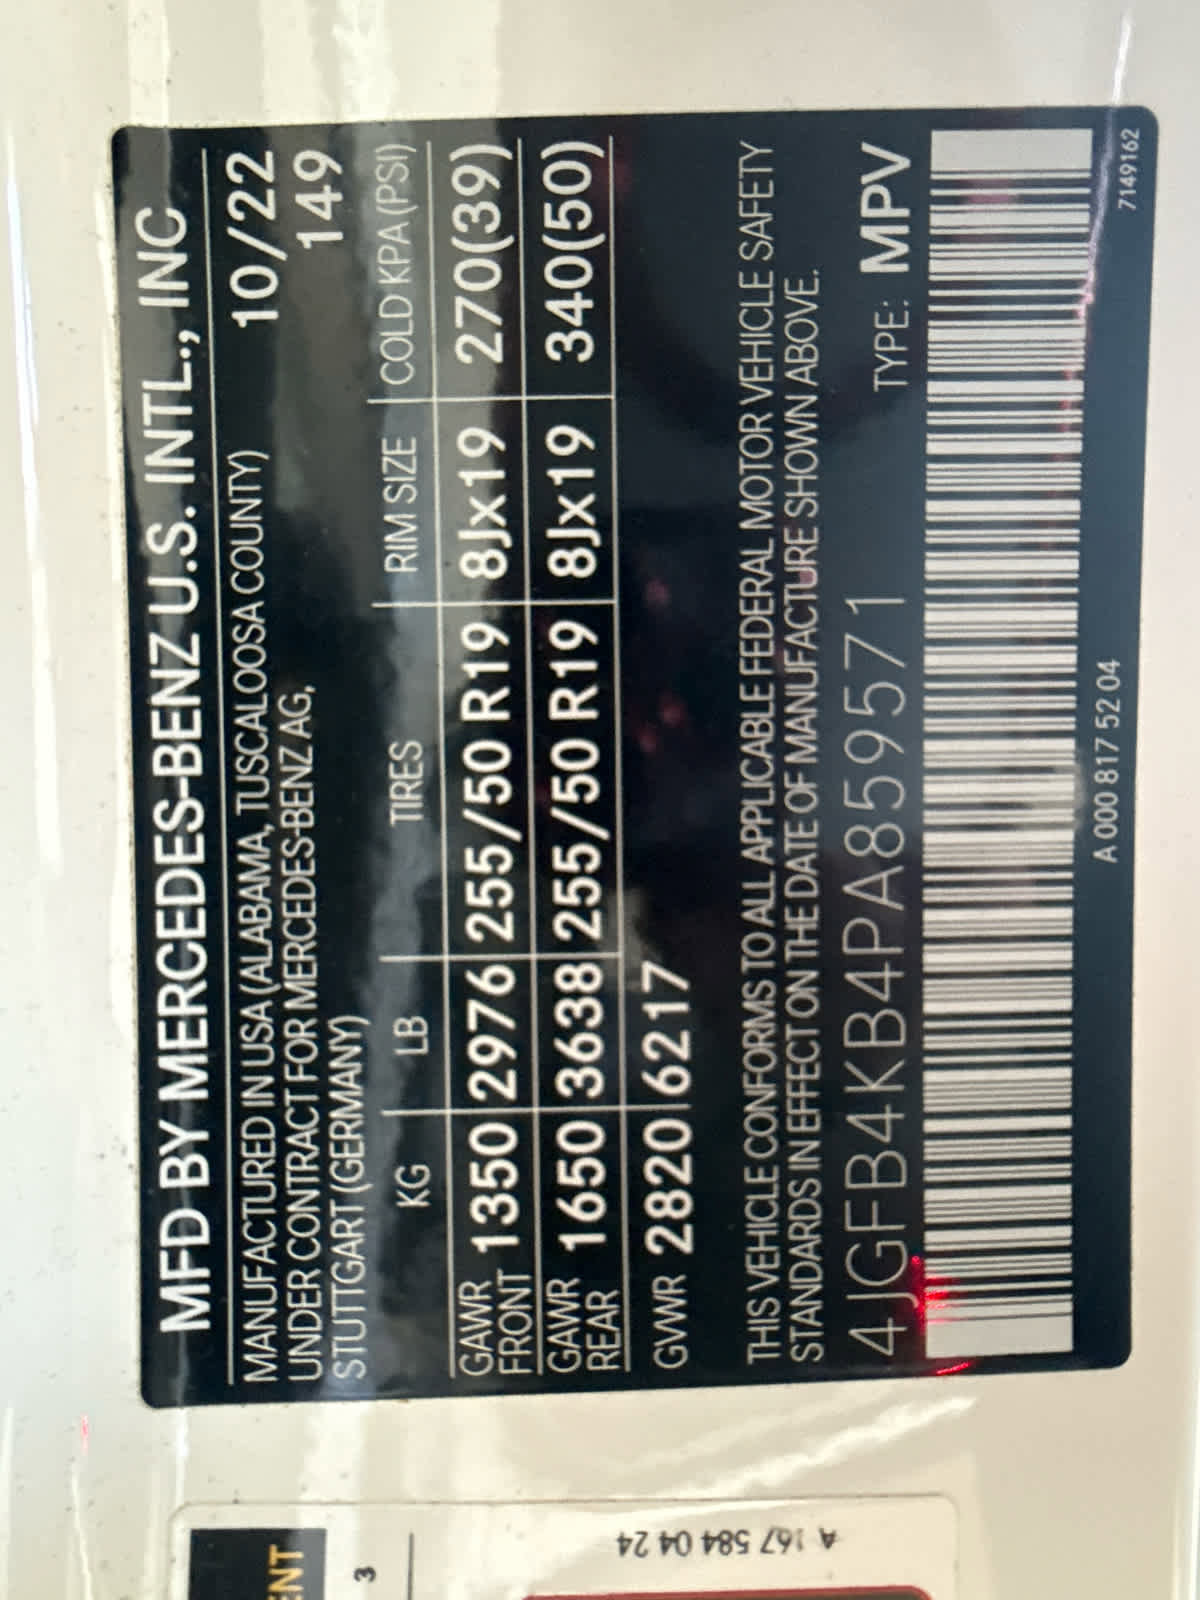 MFD BY MERCEDES-BENZ U.S. INTL., INC
MANUFACTURED IN USA (ALABAMA, TUSCALOOSA COUNTY) 10/22
UNDER CONTRACT FOR MERCEDES-BENZ AG, 149
STUTTGART (GERMANY)
KG LB TIRES RIM SIZE COLD KPA (PSI)
GAWR FRONT 1350 2976 255/50 R19 8Jx19 270(39)
GAWR REAR 1650 3638 255/50 R19 8Jx19 340(50)
GVWR 2820 6217
THIS VEHICLE CONFORMS TO ALL APPLICABLE FEDERAL MOTOR VEHICLE SAFETY
STANDARDS IN EFFECT ON THE DATE OF MANUFACTURE SHOWN ABOVE.
4JGFB4KB4PA859571 TYPE: MPV
A 000 817 52 04
7149162
ENT
3
A 167 584 04 24